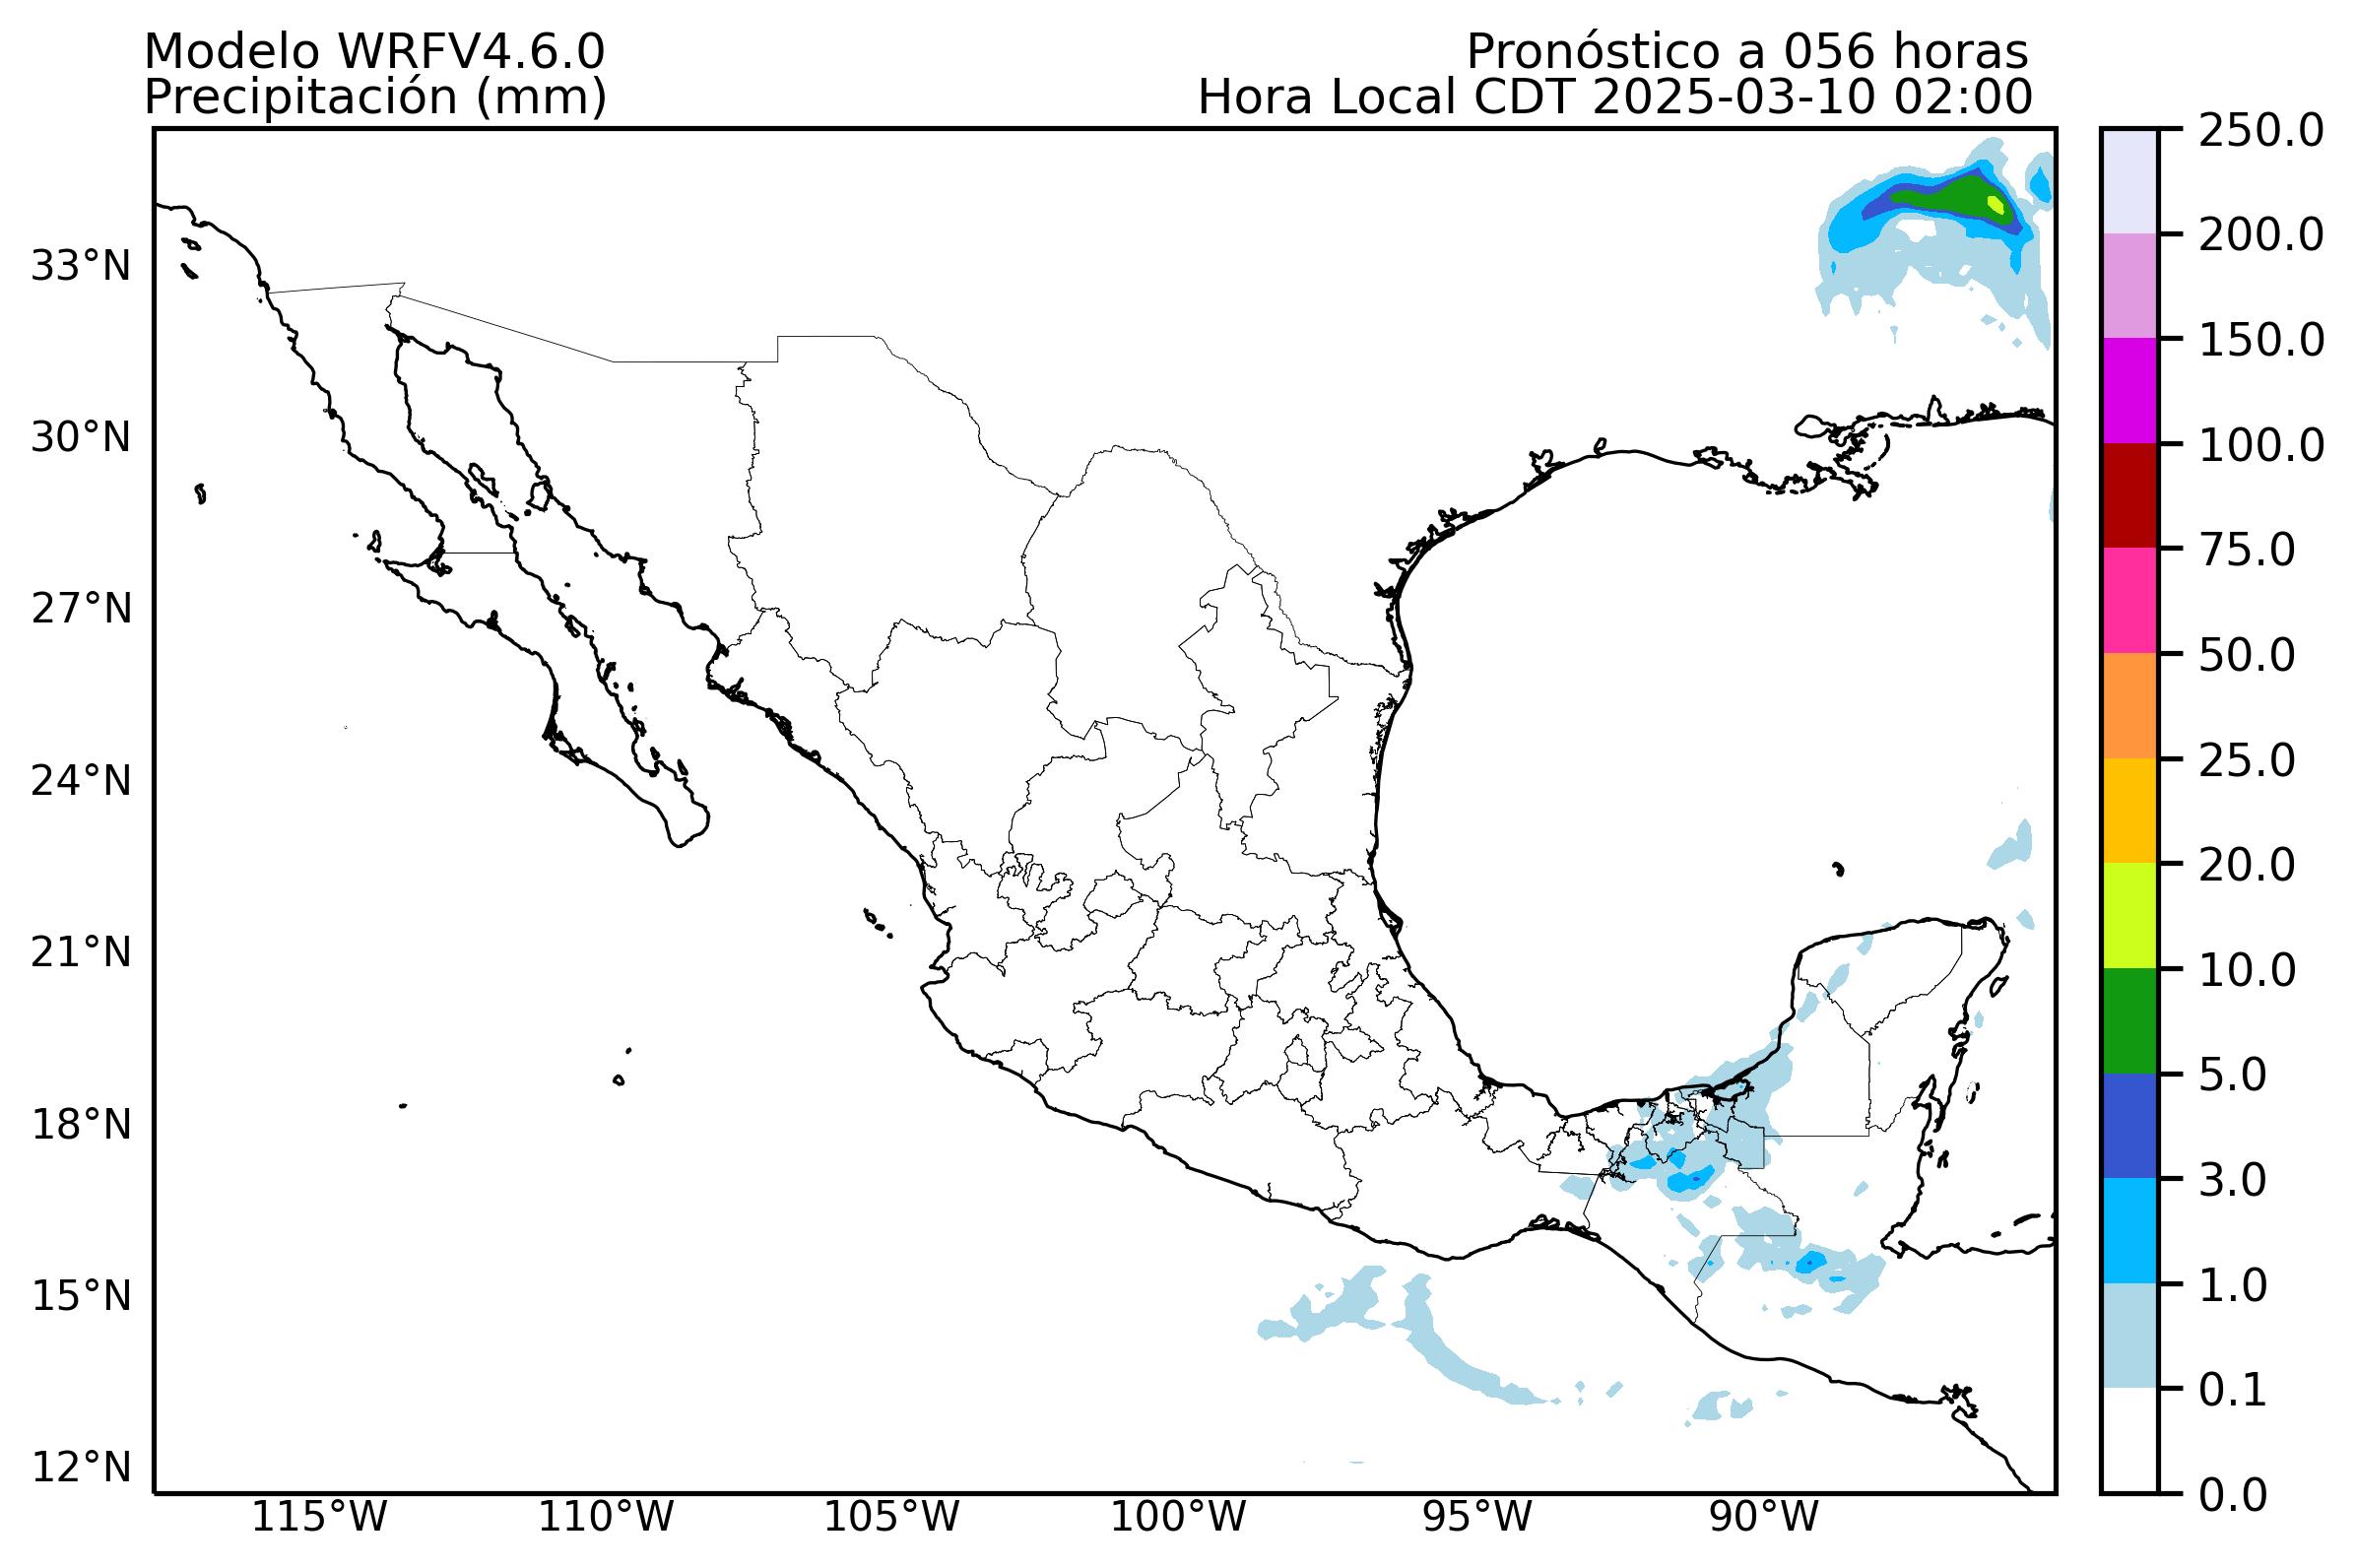 Modelo WRFV4.6.0
Precipitación (mm)
Pronóstico a 056 horas
Hora Local CDT 2025-03-10 02:00
33°N
30°N
27°N
24°N
21°N
18°N
15°N
12°N
115°W
110°W
105°W
100°W
95°W
90°W
250.0
200.0
150.0
100.0
75.0
50.0
25.0
20.0
10.0
5.0
3.0
1.0
0.1
0.0